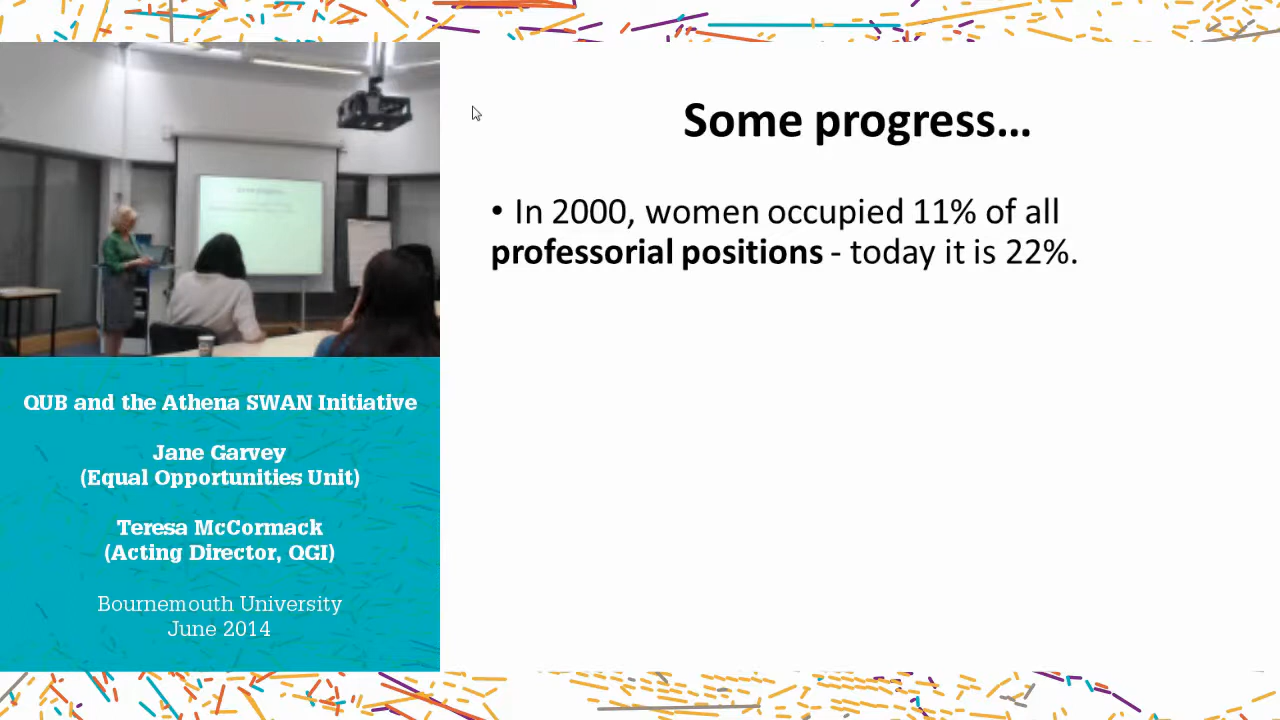 Some progress...
• In 2000, women occupied 11% of all
professorial positions - today it is 22%.
QUB and the Athena SWAN Initiative
Jane Garvey
(Equal Opportunities Unit)
Teresa McCormack
(Acting Director, QGI)
Bournemouth University
June 2014